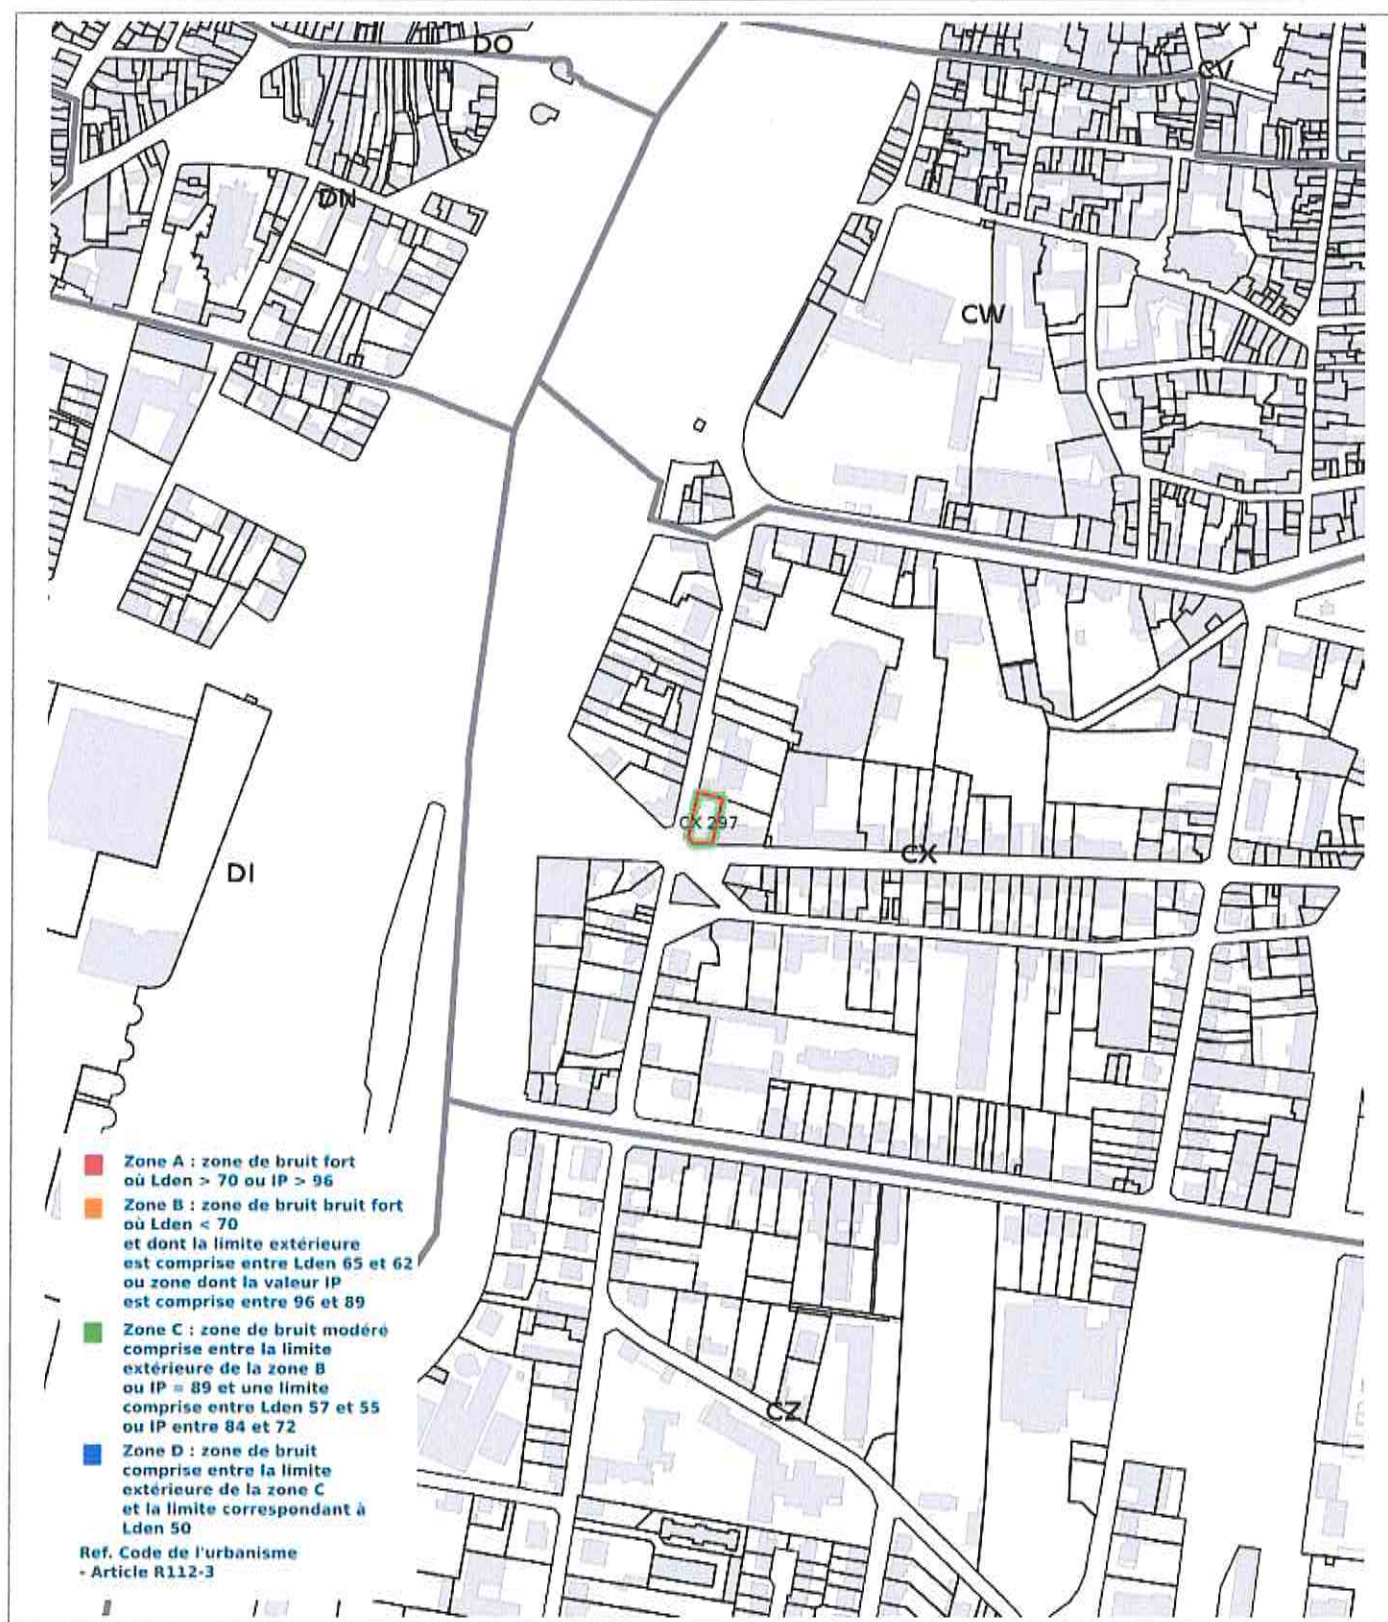 DO
CV
DN
CW
CX 297
CX
DI
Zone A : zone de bruit fort
où Lden > 70 ou IP > 96
Zone B : zone de bruit bruit fort
où Lden < 70
et dont la limite extérieure
est comprise entre Lden 65 et 62
ou zone dont la valeur IP
est comprise entre 96 et 89
Zone C : zone de bruit modéré
comprise entre la limite
extérieure de la zone B
ou IP = 89 et une limite
comprise entre Lden 57 et 55
ou IP entre 84 et 72
CZ
Zone D : zone de bruit
comprise entre la limite
extérieure de la zone C
et la limite correspondant à
Lden 50
Ref. Code de l'urbanisme
- Article R112-3